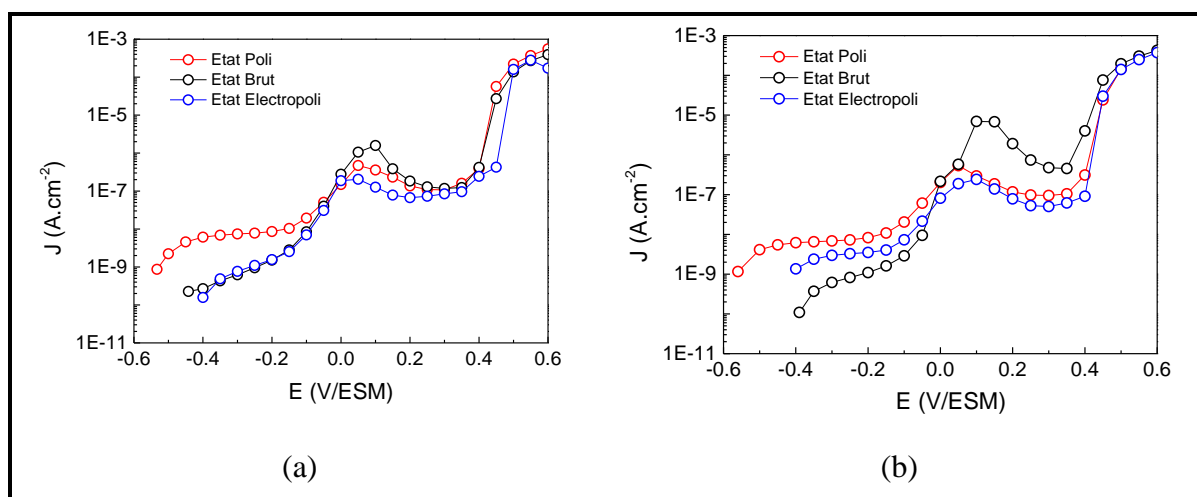 1E-3
1E-5
1E-7
1E-9
1E-11
J (A.cm-2)
Etat Poli
Etat Brut
Etat Electropoli
-0.6 -0.4 -0.2 0.0 0.2 0.4 0.6
E (V/ESM)
(a)
1E-3
1E-5
1E-7
1E-9
1E-11
J (A.cm-2)
Etat Poli
Etat Brut
Etat Electropoli
-0.6 -0.4 -0.2 0.0 0.2 0.4 0.6
E (V/ESM)
(b)